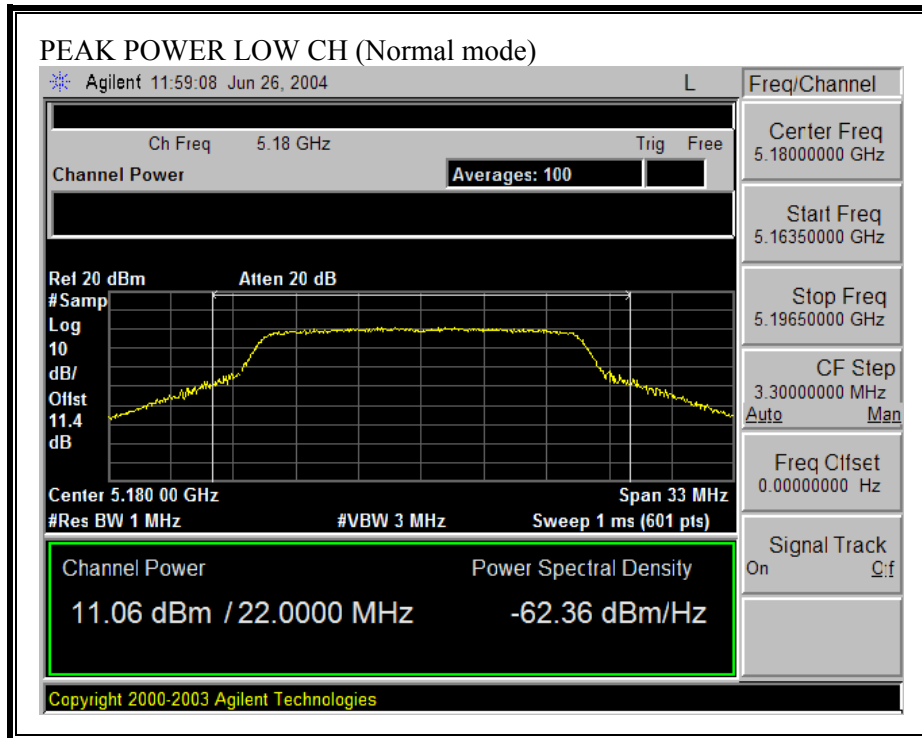 PEAK POWER LOW CH (Normal mode)
Agilent 11:59:08 Jun 26, 2004 L
Freq/Channel
Ch Freq 5.18 GHz Trig Free
Channel Power Averages: 100
Ref 20 dBm Atten 20 dB
#Samp
Log
10
dB/
Offst
11.4
dB
Center 5.180 00 GHz Span 33 MHz
#Res BW 1 MHz #VBW 3 MHz Sweep 1 ms (601 pts)
Channel Power Power Spectral Density
11.06 dBm / 22.0000 MHz -62.36 dBm/Hz
Copyright 2000-2003 Agilent Technologies
Center Freq
5.18000000 GHz
Start Freq
5.16350000 GHz
Stop Freq
5.19650000 GHz
CF Step
3.30000000 MHz
Auto Man
Freq Offset
0.00000000 Hz
Signal Track
On Off